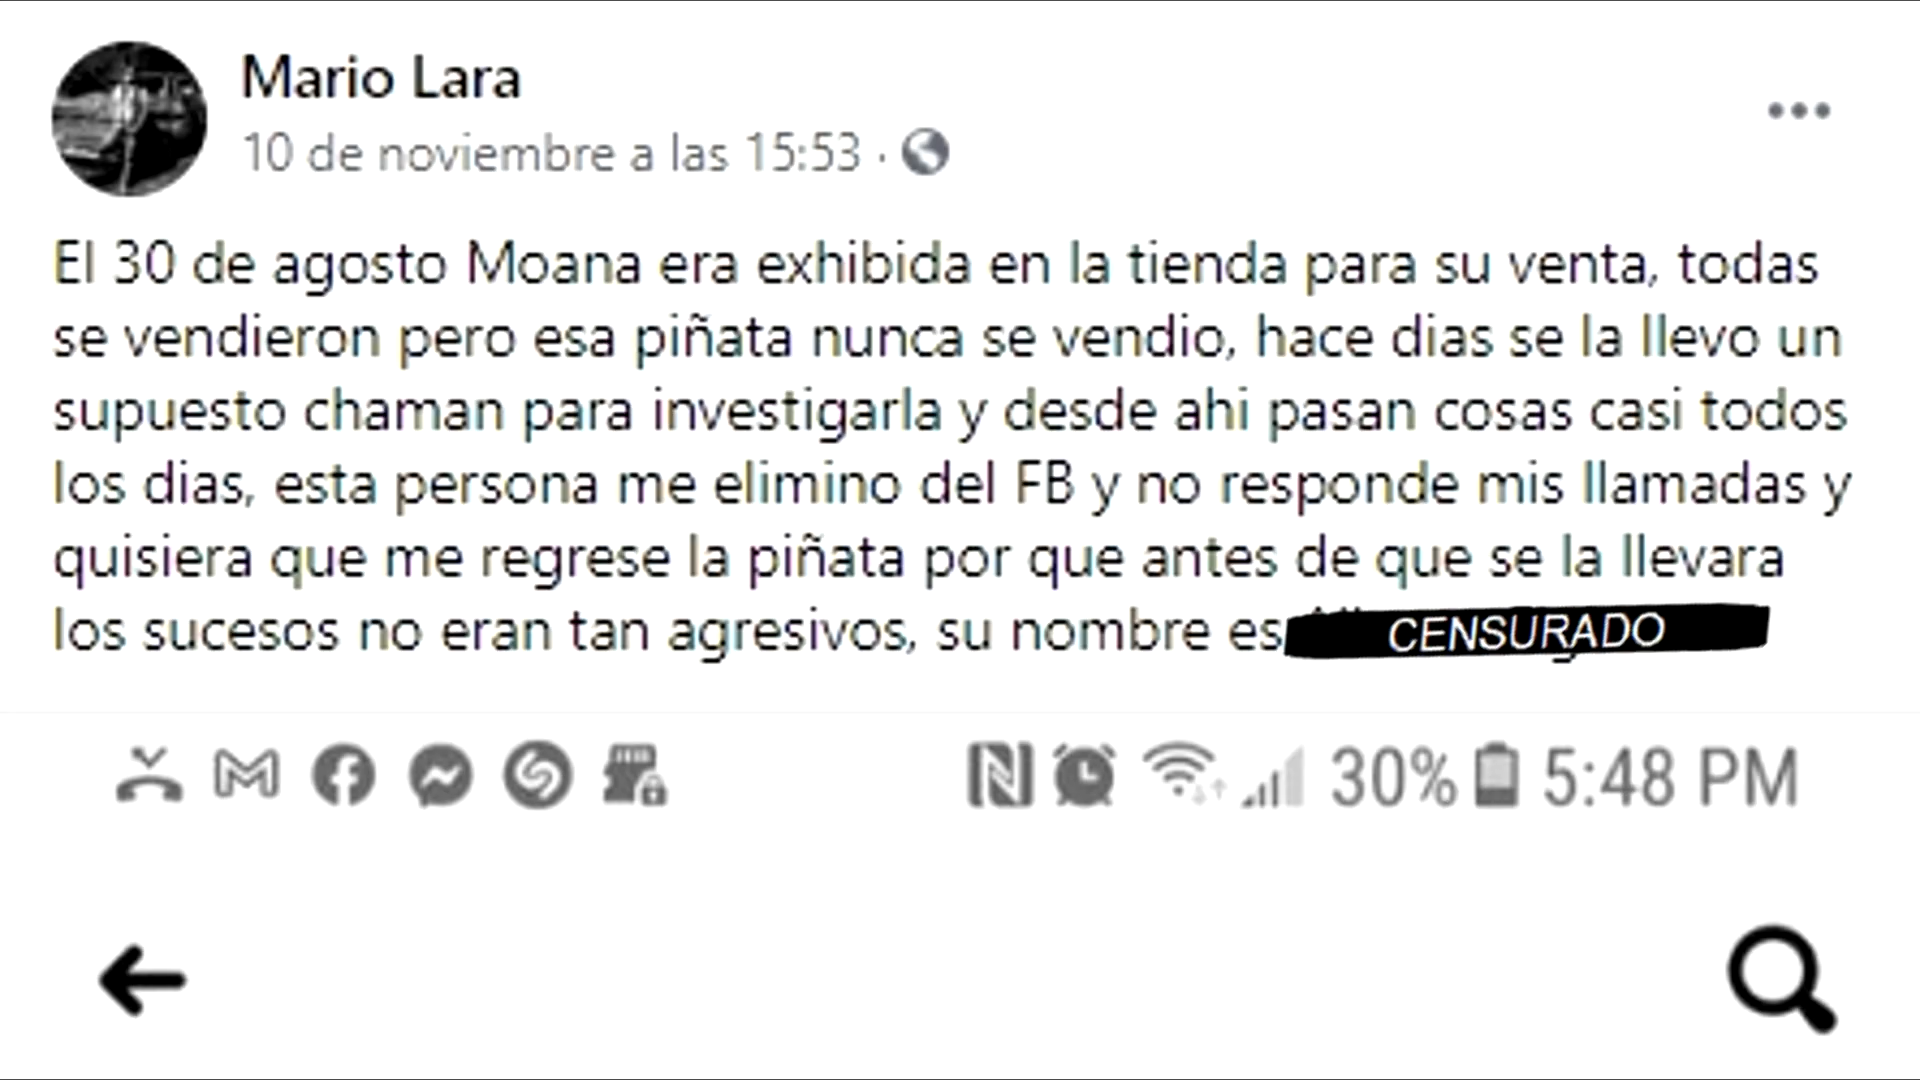 Mario Lara
10 de noviembre a las 15:53 ·
El 30 de agosto Moana era exhibida en la tienda para su venta, todas
se vendieron pero esa piñata nunca se vendio, hace dias se la llevo un
supuesto chaman para investigarla y desde ahi pasan cosas casi todos
los dias, esta persona me elimino del FB y no responde mis llamadas y
quisiera que me regrese la piñata por que antes de que se la llevara
los sucesos no eran tan agresivos, su nombre es CENSURADO
30% 5:48 PM